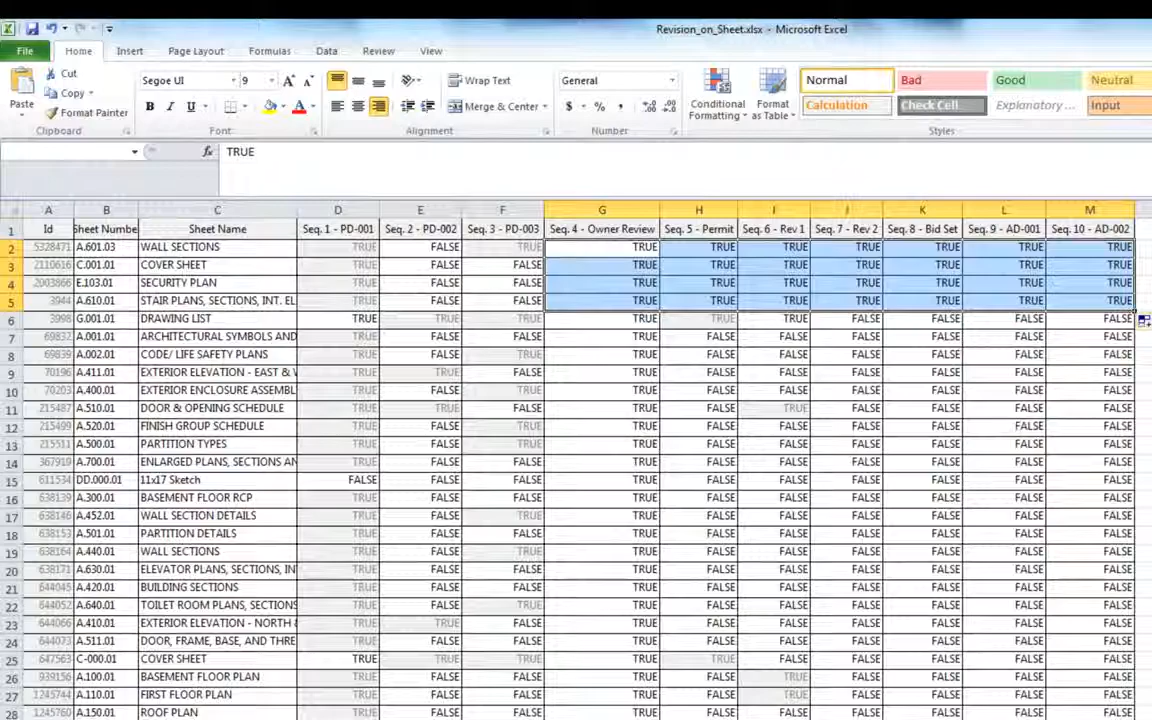 Revision_on_Sheet.xlsx - Microsoft Excel
File Home Insert Page Layout Formulas Data Review View
Paste Cut Copy Format Painter Clipboard
Segoe UI 9 B I U A Font
Wrap Text Merge & Center Alignment
General $ % , Number
Conditional Formatting Format as Table
Normal Bad Good Neutral
Calculation Check Cell Explanatory ... Input
Styles
fx TRUE
A B C D E F G H I J K L M
1 Id Sheet Numbe Sheet Name Seq. 1 - PD-001 Seq. 2 - PD-002 Seq. 3 - PD-003 Seq. 4 - Owner Review Seq. 5 - Permit Seq. 6 - Rev 1 Seq. 7 - Rev 2 Seq. 8 - Bid Set Seq. 9 - AD-001 Seq. 10 - AD-002
2 5328471 A.601.03 WALL SECTIONS TRUE FALSE TRUE TRUE TRUE TRUE TRUE TRUE TRUE TRUE
3 2110616 C.001.01 COVER SHEET TRUE FALSE FALSE TRUE TRUE TRUE TRUE TRUE TRUE TRUE
4 2003866 E.103.01 SECURITY PLAN TRUE FALSE FALSE TRUE TRUE TRUE TRUE TRUE TRUE TRUE
5 3944 A.610.01 STAIR PLANS, SECTIONS, INT. EL TRUE FALSE FALSE TRUE TRUE TRUE TRUE TRUE TRUE TRUE
6 3998 G.001.01 DRAWING LIST TRUE TRUE TRUE TRUE TRUE TRUE FALSE FALSE FALSE FALSE
7 69832 A.001.01 ARCHITECTURAL SYMBOLS AND TRUE FALSE FALSE TRUE FALSE FALSE FALSE FALSE FALSE FALSE
8 69839 A.002.01 CODE/ LIFE SAFETY PLANS TRUE FALSE TRUE TRUE FALSE FALSE FALSE FALSE FALSE FALSE
9 70196 A.411.01 EXTERIOR ELEVATION - EAST & TRUE TRUE FALSE TRUE FALSE FALSE FALSE FALSE FALSE FALSE
10 70203 A.400.01 EXTERIOR ENCLOSURE ASSEMBL TRUE FALSE TRUE TRUE FALSE FALSE FALSE FALSE FALSE FALSE
11 215487 A.510.01 DOOR & OPENING SCHEDULE TRUE TRUE FALSE TRUE FALSE TRUE FALSE FALSE FALSE FALSE
12 215499 A.520.01 FINISH GROUP SCHEDULE TRUE FALSE TRUE TRUE FALSE FALSE FALSE FALSE FALSE FALSE
13 215511 A.500.01 PARTITION TYPES TRUE FALSE TRUE TRUE FALSE FALSE FALSE FALSE FALSE FALSE
14 367919 A.700.01 ENLARGED PLANS, SECTIONS AN TRUE FALSE FALSE TRUE FALSE FALSE FALSE FALSE FALSE FALSE
15 611534 DD.000.01 11x17 Sketch FALSE FALSE FALSE TRUE FALSE FALSE FALSE FALSE FALSE FALSE
16 638139 A.300.01 BASEMENT FLOOR RCP TRUE FALSE FALSE TRUE FALSE FALSE FALSE FALSE FALSE FALSE
17 638146 A.452.01 WALL SECTION DETAILS TRUE FALSE TRUE TRUE FALSE FALSE FALSE FALSE FALSE FALSE
18 638153 A.501.01 PARTITION DETAILS TRUE FALSE FALSE TRUE FALSE FALSE FALSE FALSE FALSE FALSE
19 638164 A.440.01 WALL SECTIONS TRUE FALSE TRUE TRUE FALSE FALSE FALSE FALSE FALSE FALSE
20 638171 A.630.01 ELEVATOR PLANS, SECTIONS, IN TRUE FALSE FALSE TRUE FALSE FALSE FALSE FALSE FALSE FALSE
21 644045 A.420.01 BUILDING SECTIONS TRUE FALSE FALSE TRUE FALSE FALSE FALSE FALSE FALSE FALSE
22 644052 A.640.01 TOILET ROOM PLANS, SECTIONS TRUE FALSE TRUE TRUE FALSE FALSE FALSE FALSE FALSE FALSE
23 644066 A.410.01 EXTERIOR ELEVATION - NORTH & TRUE TRUE FALSE TRUE FALSE FALSE FALSE FALSE FALSE FALSE
24 644073 A.511.01 DOOR, FRAME, BASE, AND THRE TRUE FALSE FALSE TRUE FALSE FALSE FALSE FALSE FALSE FALSE
25 647563 C-000.01 COVER SHEET TRUE TRUE FALSE TRUE TRUE FALSE FALSE FALSE FALSE FALSE
26 939156 A.100.01 BASEMENT FLOOR PLAN TRUE FALSE FALSE TRUE FALSE TRUE FALSE FALSE FALSE FALSE
27 1245744 A.110.01 FIRST FLOOR PLAN TRUE FALSE FALSE TRUE FALSE TRUE FALSE FALSE FALSE FALSE
28 1245760 A.150.01 ROOF PLAN TRUE FALSE FALSE TRUE FALSE FALSE FALSE FALSE FALSE FALSE